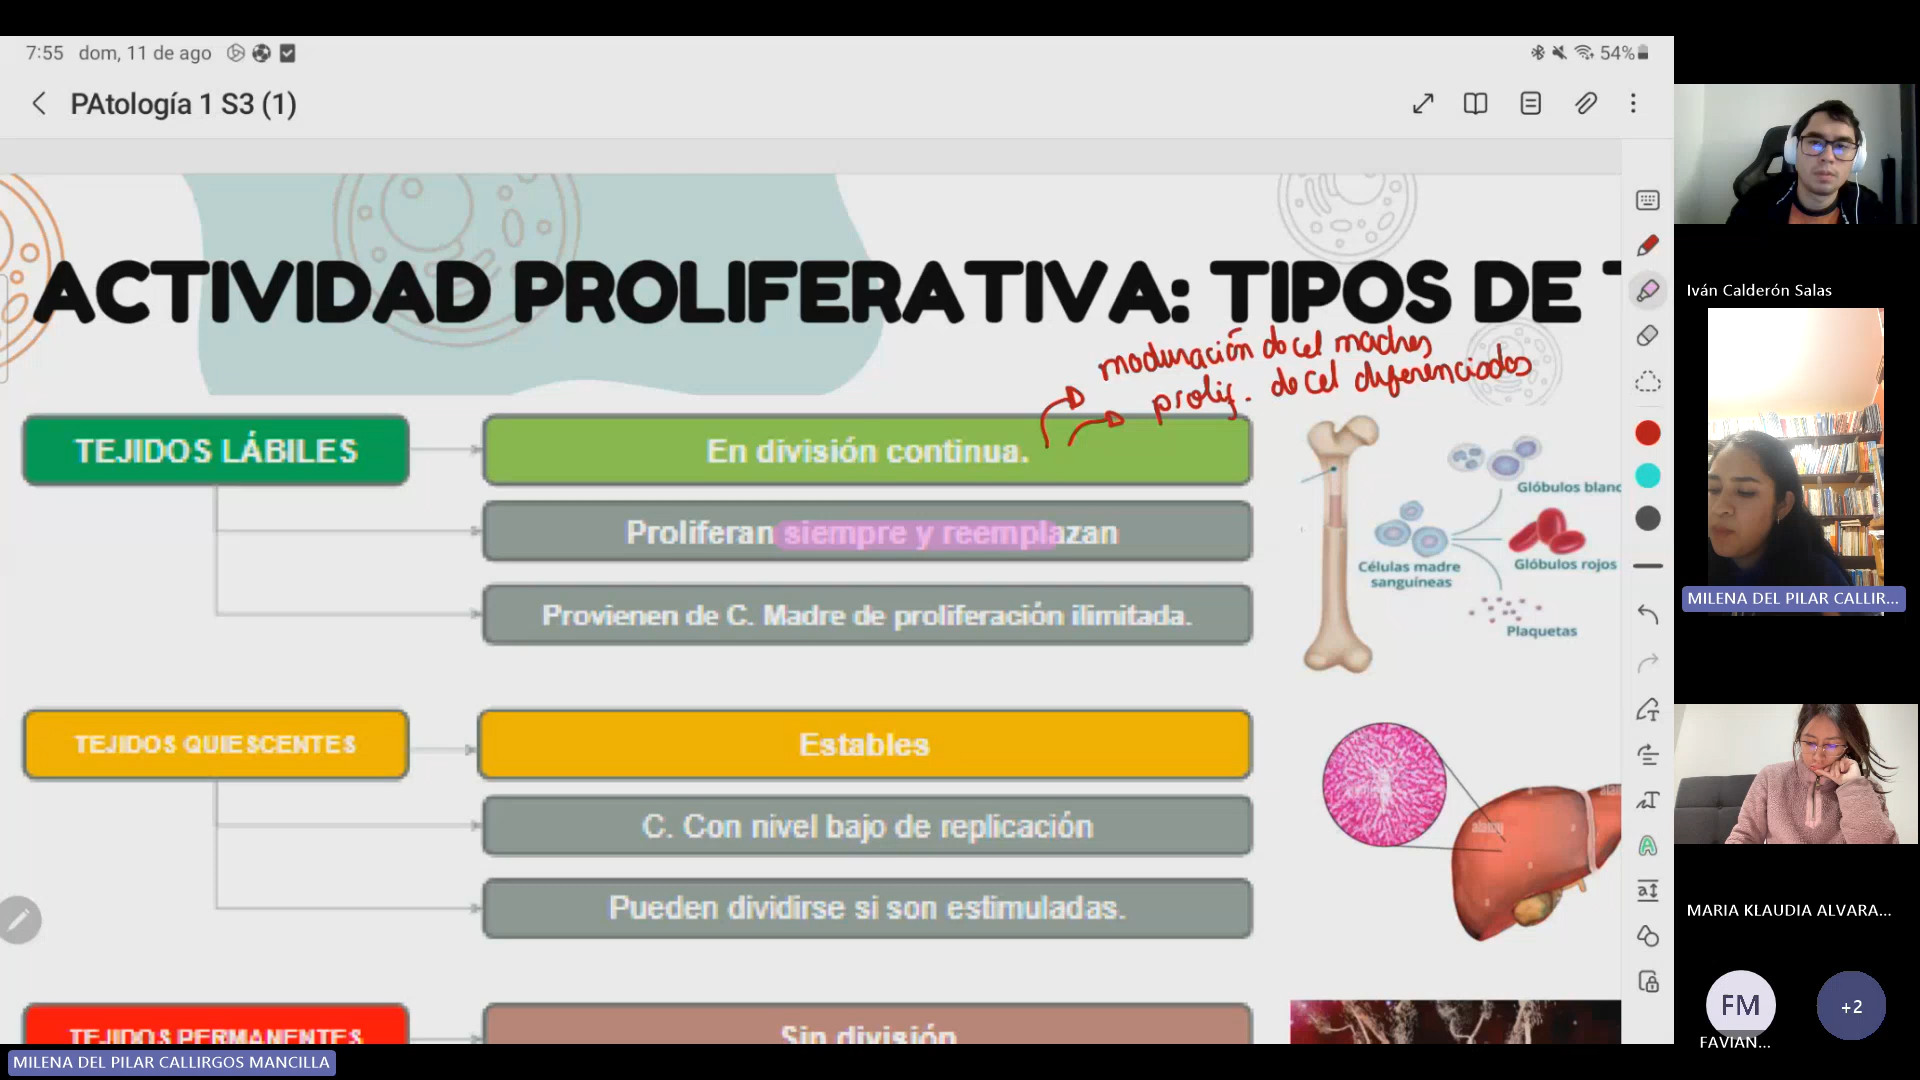 7:55 dom, 11 de ago
54%
PAtología 1 S3 (1)
ACTIVIDAD PROLIFERATIVA: TIPOS DE
maduración de cel madres
prolif. de cel diferenciadas
TEJIDOS LÁBILES
En división continua.
Proliferan siempre y reemplazan
Provienen de C. Madre de proliferación ilimitada.
Glóbulos blanc
Células madre
sanguíneas
Glóbulos rojos
Plaquetas
TEJIDOS QUIESCENTES
Estables
C. Con nivel bajo de replicación
Pueden dividirse si son estimuladas.
alamy
TEJIDOS PERMANENTES
Sin división
Iván Calderón Salas
MILENA DEL PILAR CALLIR...
MARIA KLAUDIA ALVARA...
FM
+2
FAVIAN...
MILENA DEL PILAR CALLIRGOS MANCILLA